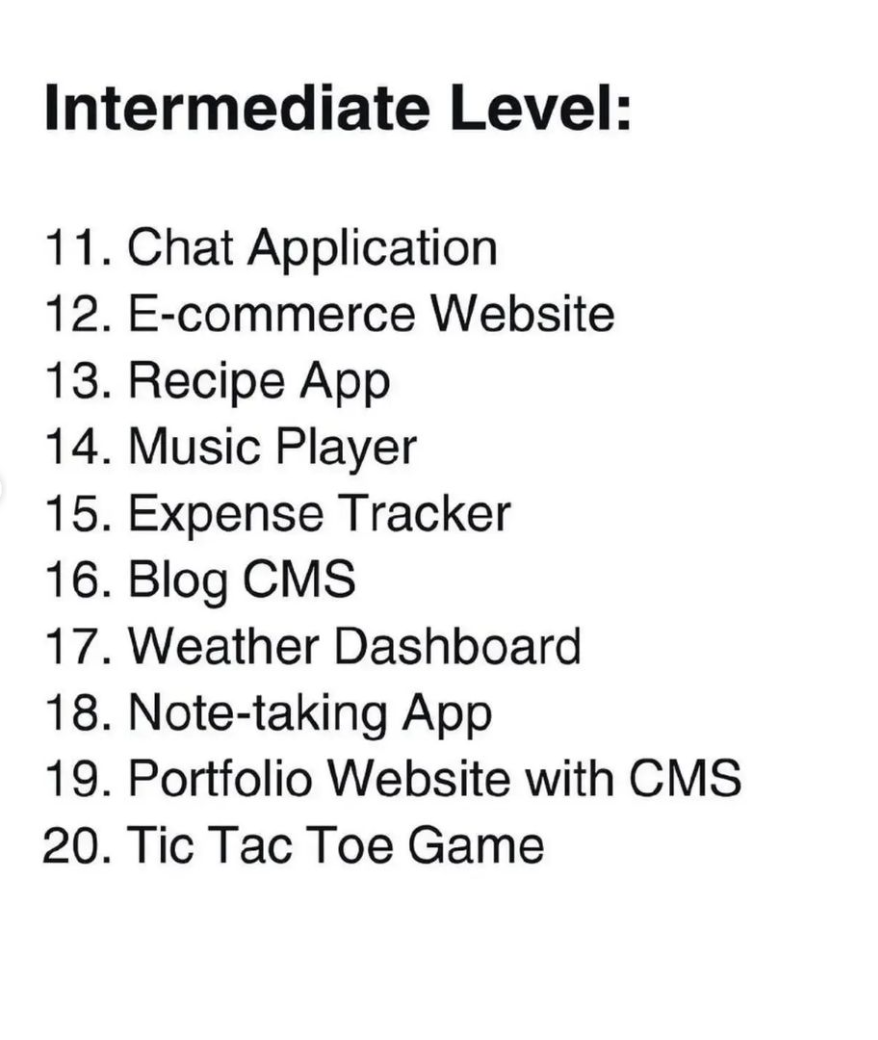 Intermediate Level:
11. Chat Application
12. E-commerce Website
13. Recipe App
14. Music Player
15. Expense Tracker
16. Blog CMS
17. Weather Dashboard
18. Note-taking App
19. Portfolio Website with CMS
20. Tic Tac Toe Game